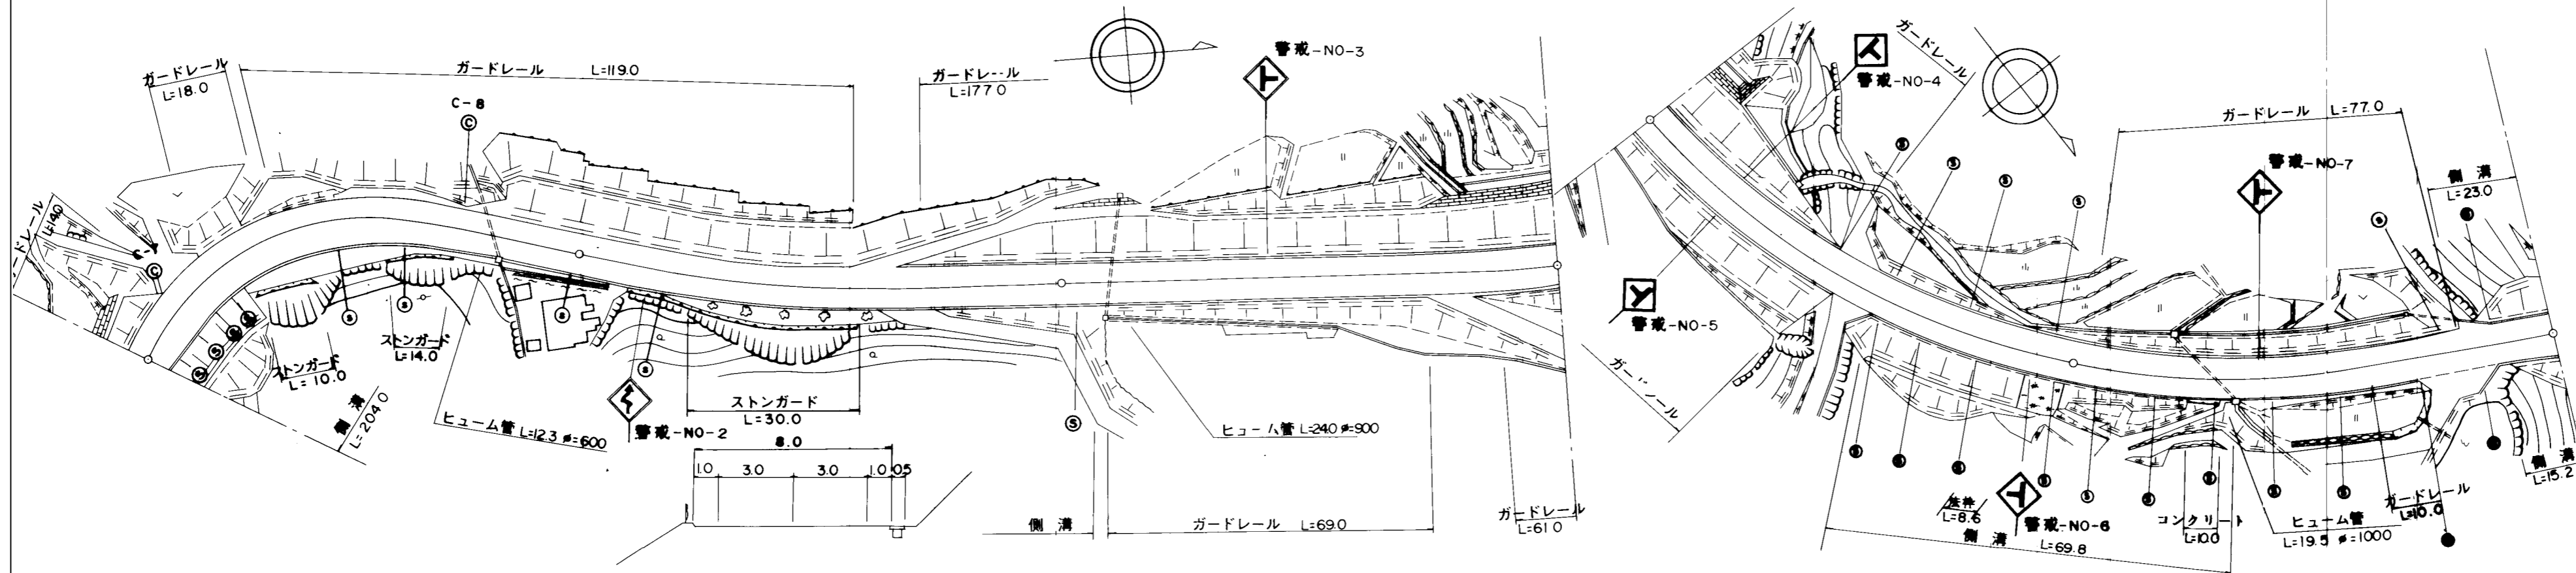 ガードレール
L=18.0
ガードレール L=119.0
C-8
ガードレール
L=177.0
警戒-NO-3
L=14.0
ストンガード
L=10.0
ストンガード
L=14.0
側溝
L=204.0
ヒューム管 L=12.3 φ=600
警戒-NO-2
ストンガード
L=30.0
8.0
1.0 3.0 3.0 1.0 0.5
ヒューム管 L=24.0 φ=900
側溝
ガードレール L=69.0
ガードレール
L=61.0
ガードレール
警戒-NO-4
警戒-NO-5
ガードレール L=77.0
警戒-NO-7
側溝
L=23.0
L=8.6
警戒-NO-6
側溝 L=69.8
コンクリート
L=10.0
ヒューム管
L=19.5 φ=1000
ガードレール
L=10.0
側溝
L=15.2